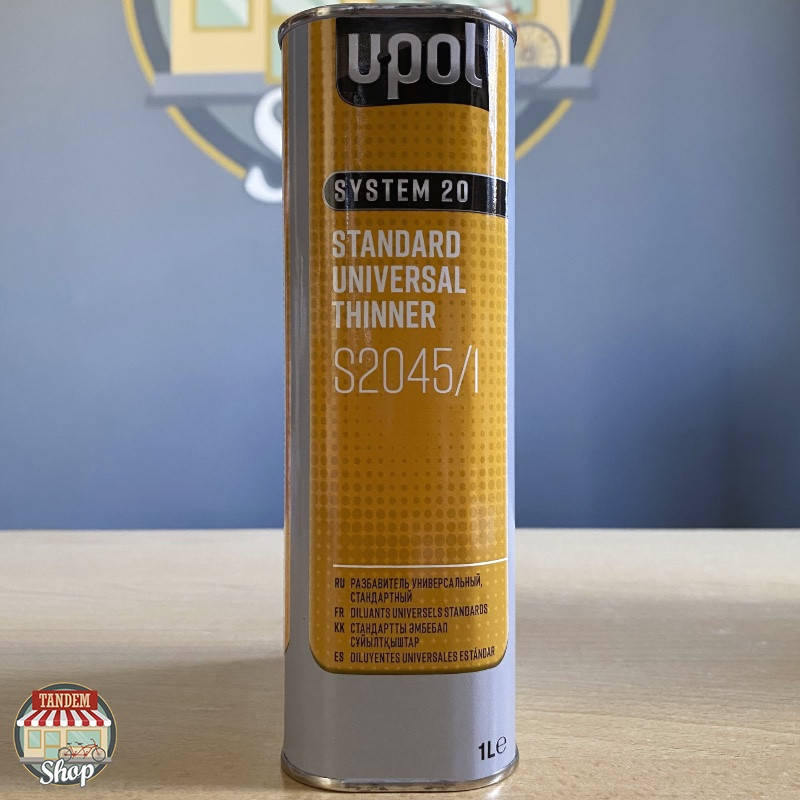 U-POL
SYSTEM 20
STANDARD
UNIVERSAL
THINNER
S2045/1
RU РАЗБАВИТЕЛЬ УНИВЕРСАЛЬНЫЙ,
СТАНДАРТНЫЙ
FR DILUANTS UNIVERSELS STANDARDS
KK СТАНДАРТТЫ ӘМБЕБАП
СҰЙЫЛТҚЫШТАР
ES DILUYENTES UNIVERSALES ESTÁNDAR
1L℮
TANDEM
Shop